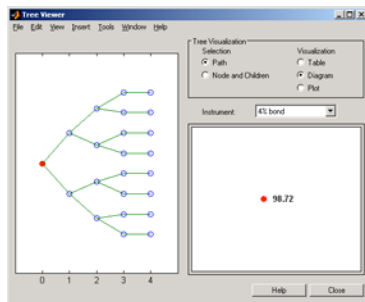 Tree Viewer
File Edit View Insert Tools Window Help
Tree Visualization
Selection
Visualization
Path
Table
Node and Children
Diagram
Plot
Instrument:
4% bond
98.72
0 1 2 3 4
Help
Close